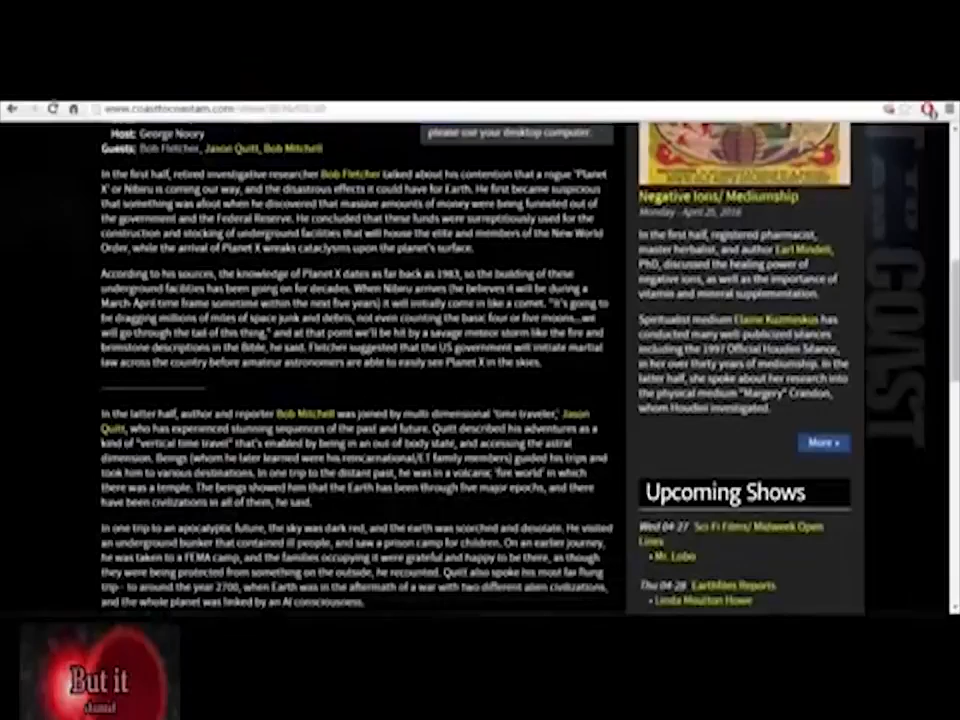 www.coasttocoastam.com
Host: George Noory
Guests: Bob Fletcher, Jason Quitt, Bob Mitchell
please use your desktop computer.
In the first half, retired investigative researcher Bob Fletcher talked about his contention that a rogue 'Planet
X' or Nibiru is coming our way, and the disastrous effects it could have for Earth. He first became suspicious
that something was afoot when he discovered that massive amounts of money were being funneled out of
the government and the Federal Reserve. He concluded that these funds were surreptitiously used for the
construction and stocking of underground facilities that will house the elite and members of the New World
Order, while the arrival of Planet X wreaks cataclysms upon the planet's surface.
According to his sources, the knowledge of Planet X dates as far back as 1983, so the building of these
underground facilities has been going on for decades. When Nibiru arrives (he believes it will be during a
March-April time frame sometime within the next five years) it will initially come in like a comet. "It's going to
be dragging millions of miles of space junk and debris, not even counting the basic four or five moons...we
will go through the tail of this thing," and at that point we'll be hit by a savage meteor storm like the fire and
brimstone descriptions in the Bible, he said. Fletcher suggested that the US government will initiate martial
law across the country before amateur astronomers are able to easily see Planet X in the skies.
In the latter half, author and reporter Bob Mitchell was joined by multi-dimensional 'time traveler,' Jason
Quitt, who has experienced stunning sequences of the past and future. Quitt described his adventures as a
kind of "vertical time travel" that's enabled by being in an out of body state, and accessing the astral
dimension. Beings (whom he later learned were his reincarnational/ET family members) guided his trips and
took him to various destinations. In one trip to the distant past, he was in a volcanic 'fire world' in which
there was a temple. The beings showed him that the Earth has been through five major epochs, and there
have been civilizations in all of them, he said.
In one trip to an apocalyptic future, the sky was dark red, and the earth was scorched and desolate. He visited
an underground bunker that contained ill people, and saw a prison camp for children. On an earlier journey,
he was taken to a FEMA camp, and the families occupying it were grateful and happy to be there, as though
they were being protected from something on the outside, he recounted. Quitt also spoke his most far flung
trip-- to around the year 2700, when Earth was in the aftermath of a war with two different alien civilizations,
and the whole planet was linked by an AI consciousness.
Negative Ions/ Mediumship
Monday - April 25, 2016
In the first half, registered pharmacist,
master herbalist, and author Earl Mindell,
PhD, discussed the healing power of
negative ions, as well as the importance of
vitamin and mineral supplementation.
Spiritualist medium Elaine Kuzmeskus has
conducted many well-publicized séances
including the 1997 Official Houdini Séance,
in her over thirty years of mediumship. In the
latter half, she spoke about her research into
the physical medium "Margery" Crandon,
whom Houdini investigated.
More »
Upcoming Shows
Wed 04-27 Sci Fi Films/ Midweek Open
Lines
• Mr. Lobo
Thu 04-28 Earthfiles Reports
• Linda Moulton Howe
COAST
But it